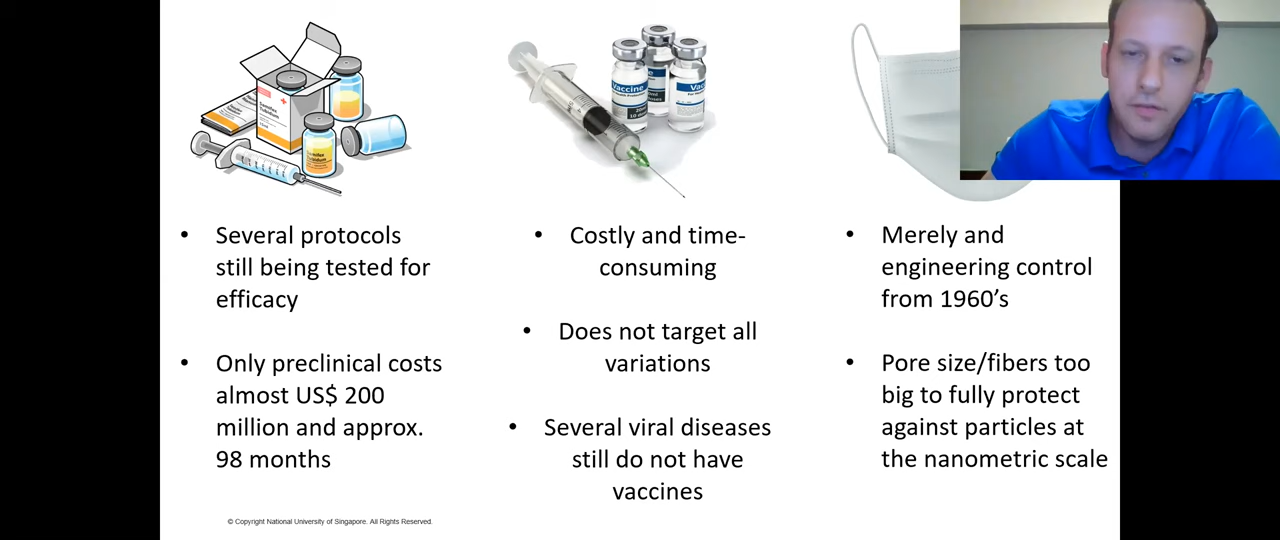 Vaccine
Several protocols
still being tested for
efficacy
Only preclinical costs
almost US$ 200
million and approx.
98 months
Costly and time-
consuming
Does not target all
variations
Several viral diseases
still do not have
vaccines
Merely and
engineering control
from 1960’s
Pore size/fibers too
big to fully protect
against particles at
the nanometric scale
© Copyright National University of Singapore. All Rights Reserved.